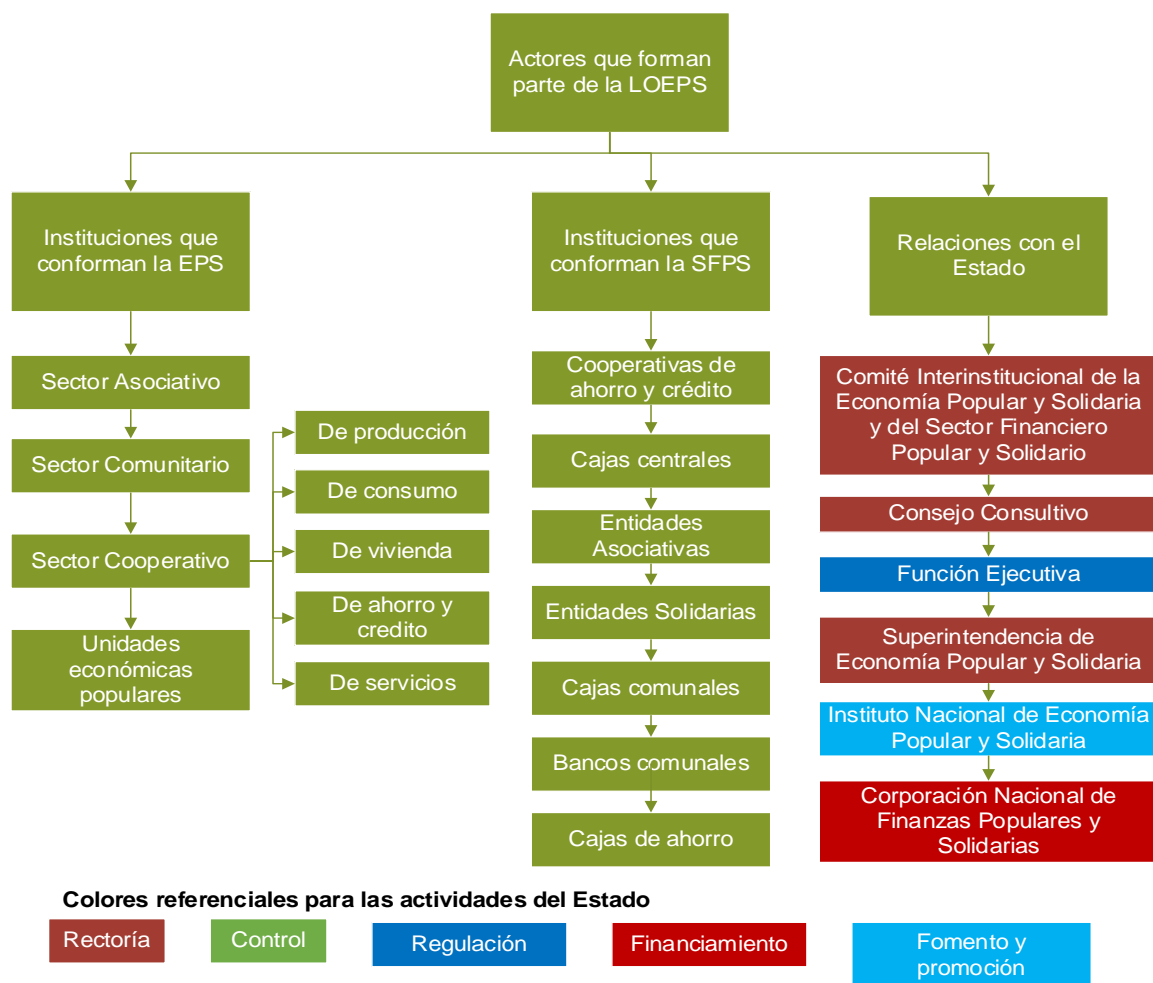 Actores que forman
parte de la LOEPS
Instituciones que
conforman la EPS
Sector Asociativo
Sector Comunitario
Sector Cooperativo
Unidades
económicas
populares
De producción
De consumo
De vivienda
De ahorro y
credito
De servicios
Instituciones que
conforman la SFPS
Cooperativas de
ahorro y crédito
Cajas centrales
Entidades
Asociativas
Entidades Solidarias
Cajas comunales
Bancos comunales
Cajas de ahorro
Relaciones con el
Estado
Comité Interinstitucional de la
Economía Popular y Solidaria
y del Sector Financiero
Popular y Solidario
Consejo Consultivo
Función Ejecutiva
Superintendencia de
Economía Popular y Solidaria
Instituto Nacional de Economía
Popular y Solidaria
Corporación Nacional de
Finanzas Populares y
Solidarias
Colores referenciales para las actividades del Estado
Rectoría
Control
Regulación
Financiamiento
Fomento y
promoción